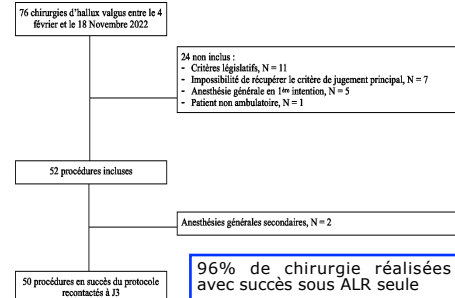 76 chirurgies d'hallux valgus entre le 4
février et le 18 Novembre 2022
24 non inclus :
- Critères législatifs, N = 11
- Impossibilité de récupérer le critère de jugement principal, N = 7
- Anesthésie générale en 1ère intention, N = 5
- Patient non ambulatoire, N = 1
52 procédures incluses
Anesthésies générales secondaires, N = 2
96% de chirurgie réalisées
avec succès sous ALR seule
50 procédures en succès du protocole
recontactés à J3